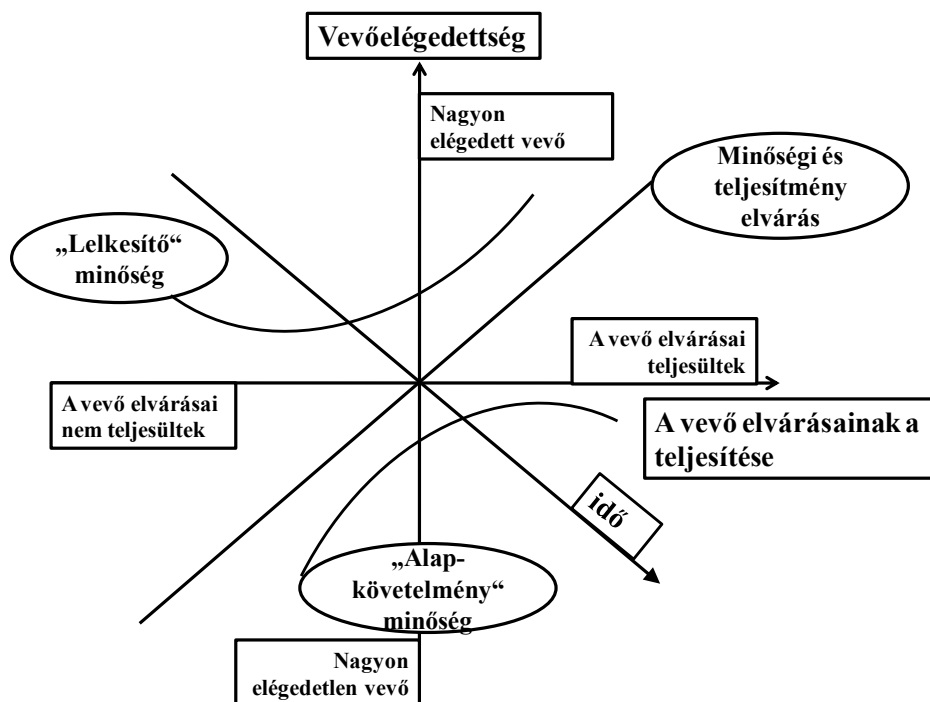 Vevőelégedettség
Nagyon
elégedett vevő
Minőségi és
teljesítmény
elvárás
„Lelkesítő“
minőség
A vevő elvárásai
teljesültek
A vevő elvárásai
nem teljesültek
A vevő elvárásainak a
teljesítése
idő
„Alap-
követelmény“
minőség
Nagyon
elégedetlen vevő